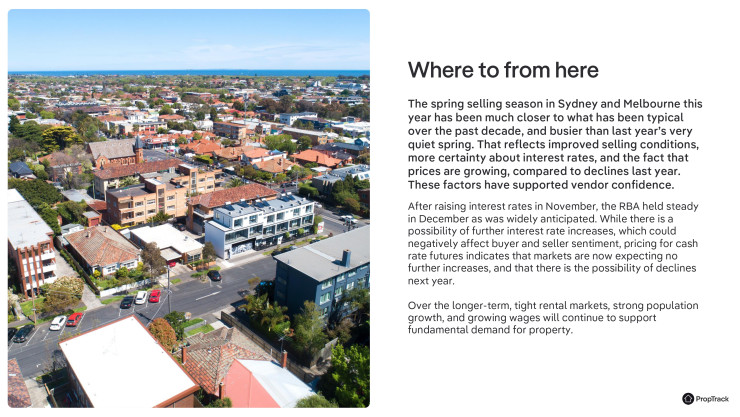 Where to from here
The spring selling season in Sydney and Melbourne this
year has been much closer to what has been typical
over the past decade, and busier than last year's very
quiet spring. That reflects improved selling conditions,
more certainty about interest rates, and the fact that
prices are growing, compared to declines last year.
These factors have supported vendor confidence.
After raising interest rates in November, the RBA held steady
in December as was widely anticipated. While there is a
possibility of further interest rate increases, which could
negatively affect buyer and seller sentiment, pricing for cash
rate futures indicates that markets are now expecting no
further increases, and that there is the possibility of declines
next year.
Over the longer-term, tight rental markets, strong population
growth, and growing wages will continue to support
fundamental demand for property.
PropTrack